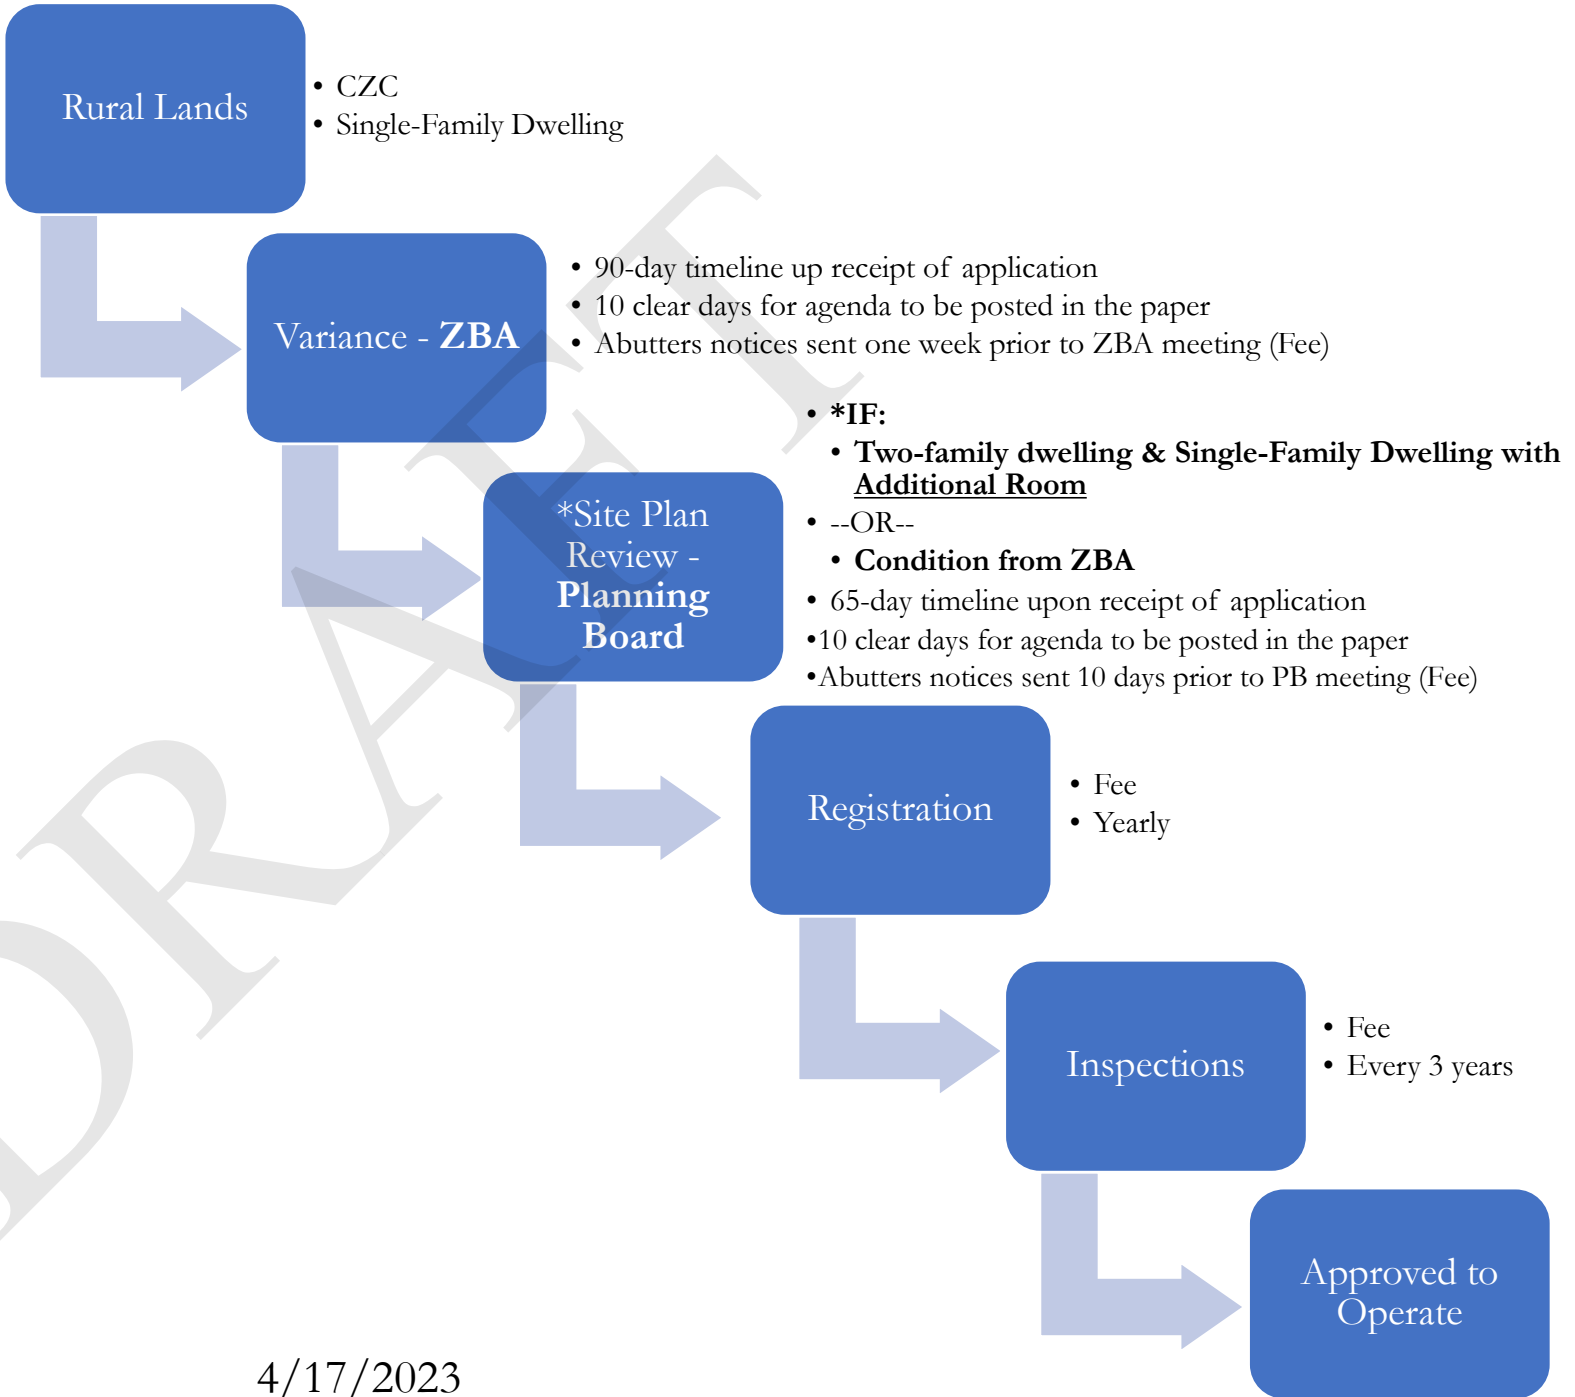 Rural Lands
• CZC
• Single-Family Dwelling
Variance - ZBA
• 90-day timeline up receipt of application
• 10 clear days for agenda to be posted in the paper
• Abutters notices sent one week prior to ZBA meeting (Fee)
*Site Plan
Review -
Planning
Board
• *IF:
• Two-family dwelling & Single-Family Dwelling with
Additional Room
• --OR--
• Condition from ZBA
• 65-day timeline upon receipt of application
•10 clear days for agenda to be posted in the paper
•Abutters notices sent 10 days prior to PB meeting (Fee)
Registration
• Fee
• Yearly
Inspections
• Fee
• Every 3 years
Approved to
Operate
4/17/2023
DRAFT